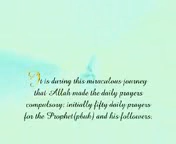 It is during this miraculous journey
that Allah made the daily prayers
compulsory: initially fifty daily prayers
for the Prophet(pbuh) and his followers.